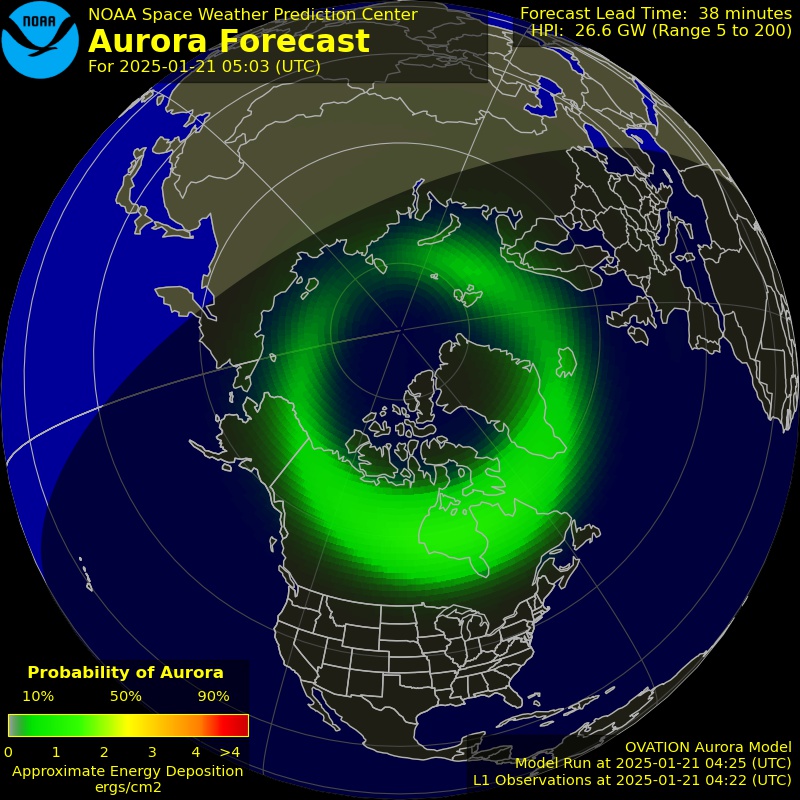 NOAA
NOAA Space Weather Prediction Center
Aurora Forecast
For 2025-01-21 05:03 (UTC)
Forecast Lead Time: 38 minutes
HPI: 26.6 GW (Range 5 to 200)
Probability of Aurora
10% 50% 90%
0 1 2 3 4 >4
Approximate Energy Deposition
ergs/cm2
OVATION Aurora Model
Model Run at 2025-01-21 04:25 (UTC)
L1 Observations at 2025-01-21 04:22 (UTC)